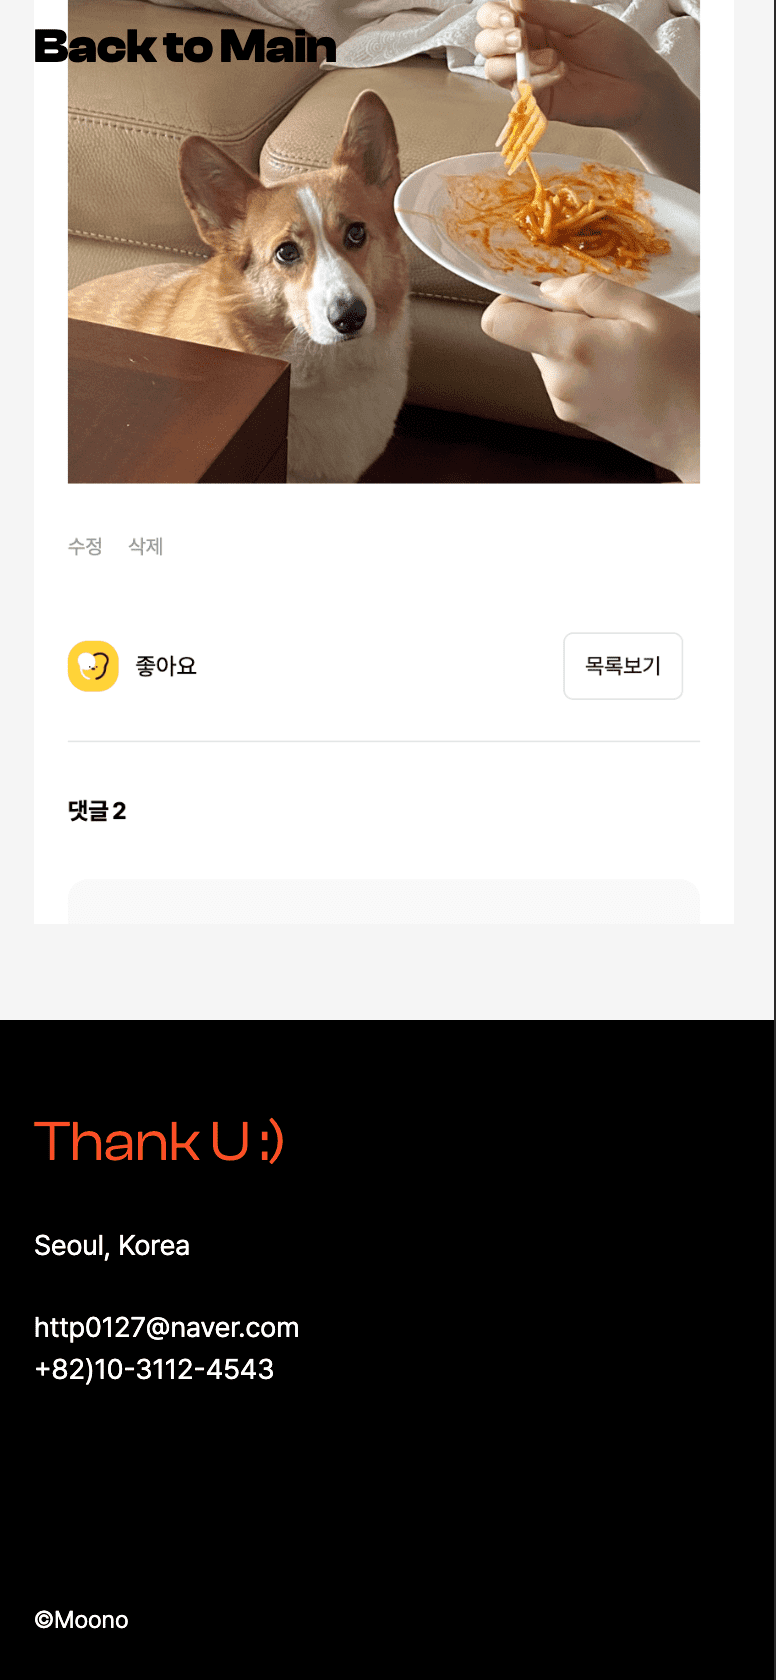 Back to Main
수정 삭제
좋아요
목록보기
댓글 2
Thank U :)
Seoul, Korea
http0127@naver.com
+82)10-3112-4543
©Moono